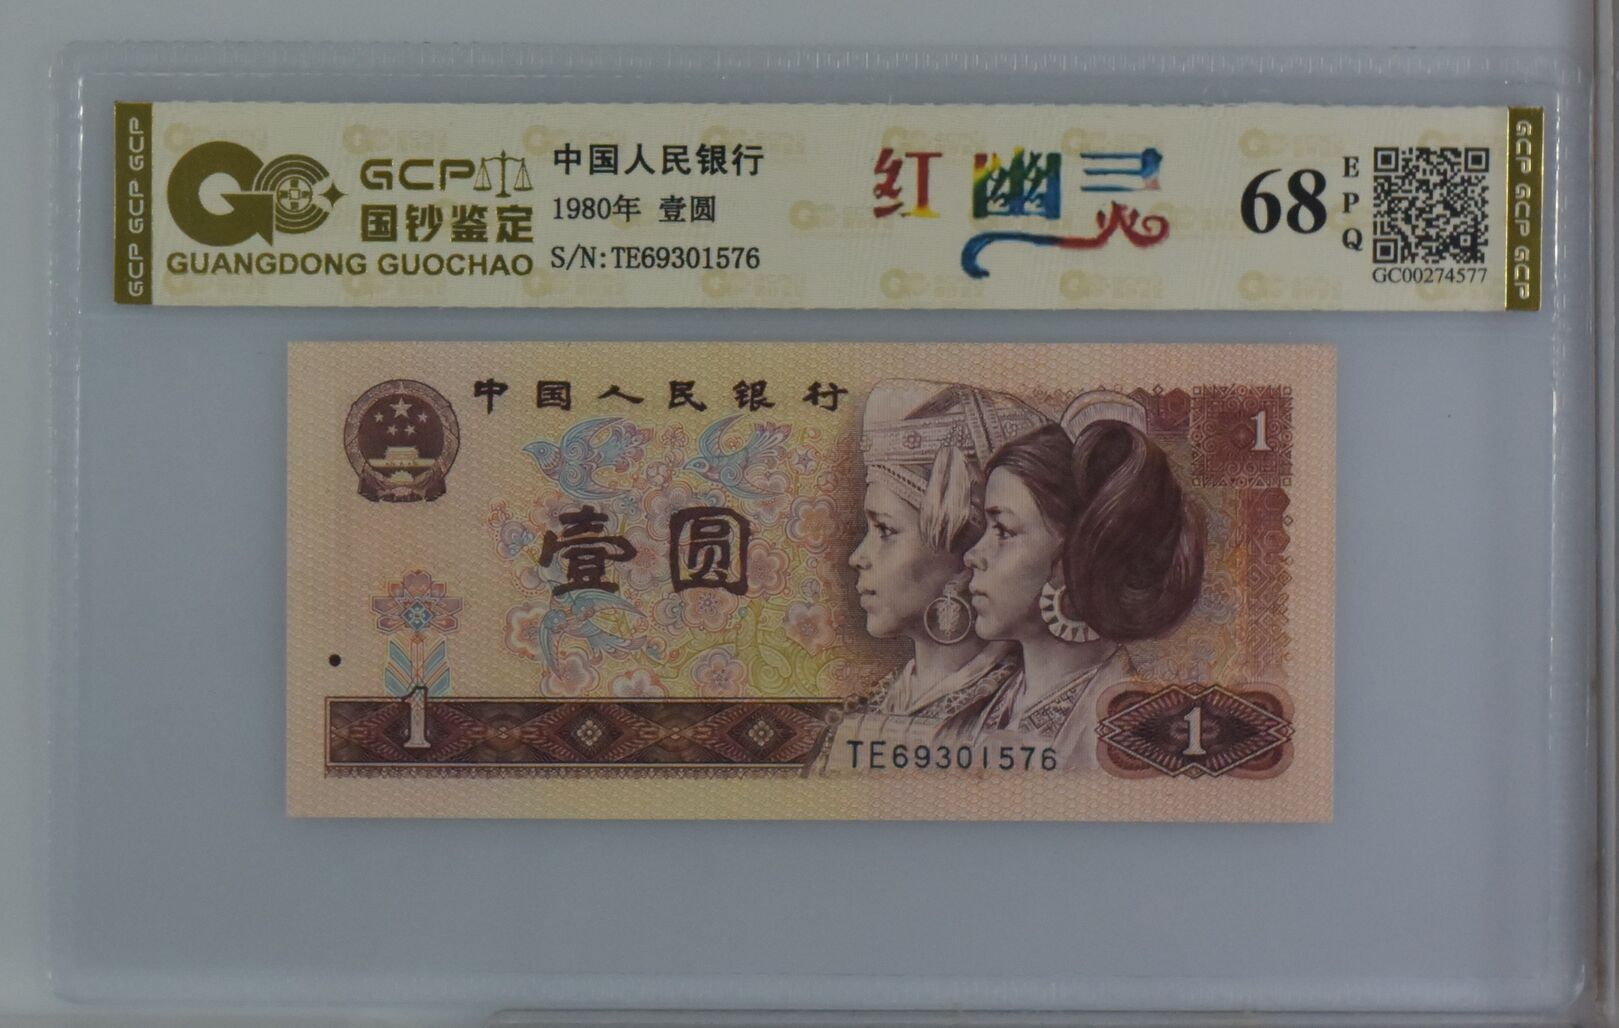 GCP GCP GCP
GCP
国钞鉴定
GUANGDONG GUOCHAO
中国人民银行
1980年 壹圆
S/N:TE69301576
红幽灵
68
EPQ
GC00274577
GCP GCP GCP
中国人民银行
1
壹圆
1
TE69301576
1